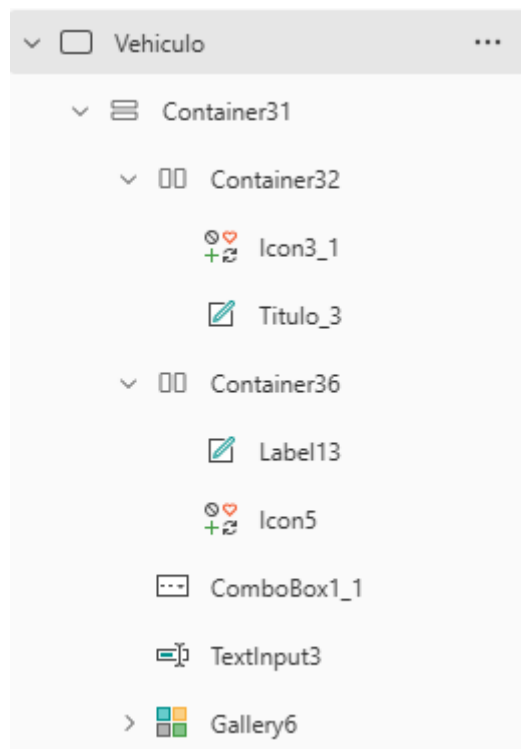 Vehiculo
Container31
Container32
Icon3_1
Titulo_3
Container36
Label13
Icon5
ComboBox1_1
TextInput3
Gallery6